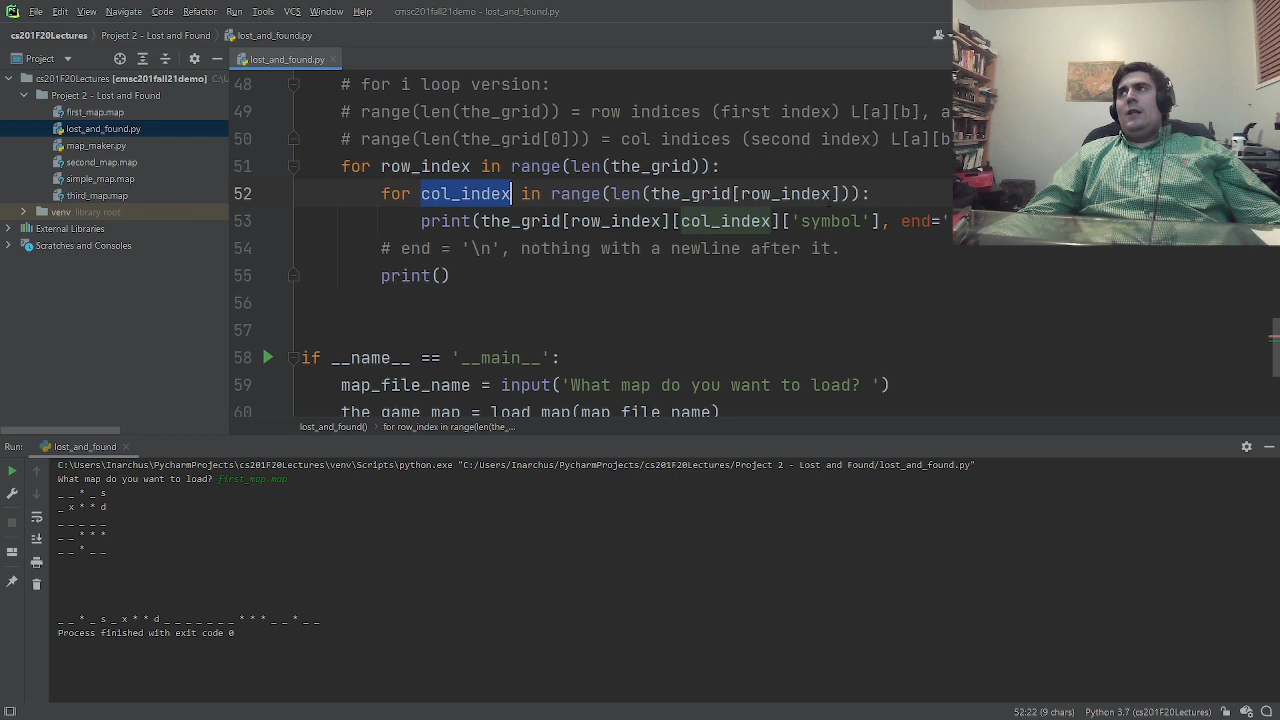 File Edit View Navigate Code Refactor Run Tools VCS Window Help cmsc201fall21demo - lost_and_found.py
cs201F20Lectures Project 2 - Lost and Found lost_and_found.py
Project lost_and_found.py
cs201F20Lectures [cmsc201fall21demo] C:\U
Project 2 - Lost and Found
first_map.map
lost_and_found.py
map_maker.py
second_map.map
simple_map.map
third_map.map
venv library root
External Libraries
Scratches and Consoles
48 # for i loop version:
49 # range(len(the_grid)) = row indices (first index) L[a][b], a
50 # range(len(the_grid[0])) = col indices (second index) L[a][b
51 for row_index in range(len(the_grid)):
52 for col_index in range(len(the_grid[row_index])):
53 print(the_grid[row_index][col_index]['symbol'], end='
54 # end = '\n', nothing with a newline after it.
55 print()
56
57
58 if __name__ == '__main__':
59 map_file_name = input('What map do you want to load? ')
60 the_game_map = load_map(map_file_name)
lost_and_found() for row_index in range(len(the_...
Run: lost_and_found
C:\Users\Inarchus\PycharmProjects\cs201F20Lectures\venv\Scripts\python.exe "C:/Users/Inarchus/PycharmProjects/cs201F20Lectures/Project 2 - Lost and Found/lost_and_found.py"
What map do you want to load? first_map.map
_ _ * _ s
_ x * * d
_ _ _ _ _
_ _ * * *
_ _ * _ _
_ _ * _ s _ x * * d _ _ _ _ _ _ _ * * * _ _ * _ _
Process finished with exit code 0
52:22 (9 chars) Python 3.7 (cs201F20Lectures)